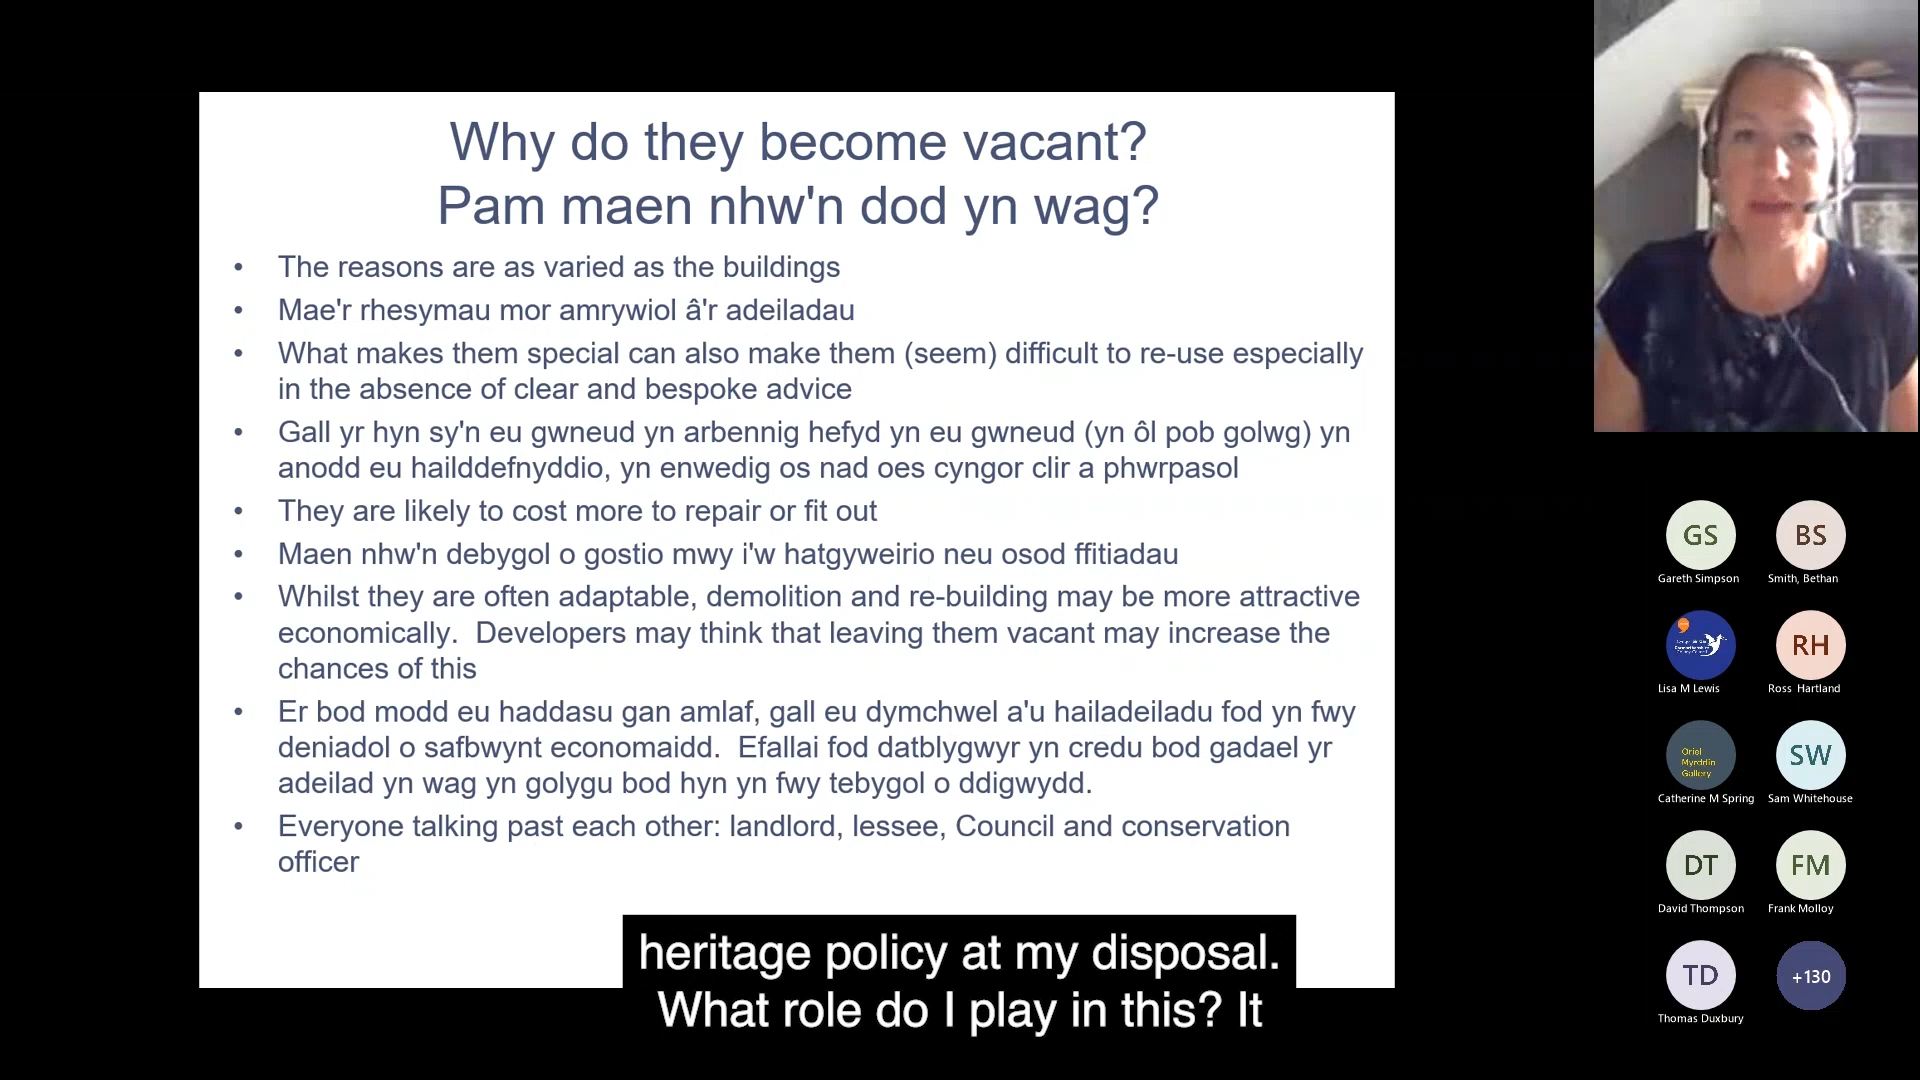 Why do they become vacant?
Pam maen nhw'n dod yn wag?
• The reasons are as varied as the buildings
• Mae'r rhesymau mor amrywiol â'r adeiladau
• What makes them special can also make them (seem) difficult to re-use especially
in the absence of clear and bespoke advice
• Gall yr hyn sy'n eu gwneud yn arbennig hefyd yn eu gwneud (yn ôl pob golwg) yn
anodd eu hailddefnyddio, yn enwedig os nad oes cyngor clir a phwrpasol
• They are likely to cost more to repair or fit out
• Maen nhw'n debygol o gostio mwy i'w hatgyweirio neu osod ffitiadau
• Whilst they are often adaptable, demolition and re-building may be more attractive
economically.  Developers may think that leaving them vacant may increase the
chances of this
• Er bod modd eu haddasu gan amlaf, gall eu dymchwel a'u hailadeiladu fod yn fwy
deniadol o safbwynt economaidd.  Efallai fod datblygwyr yn credu bod gadael yr
adeilad yn wag yn golygu bod hyn yn fwy tebygol o ddigwydd.
• Everyone talking past each other: landlord, lessee, Council and conservation
officer
heritage policy at my disposal.
What role do I play in this? It
GS
Gareth Simpson
BS
Smith, Bethan
Lisa M Lewis
RH
Ross Hartland
Oriel
Myrddin
Gallery
Catherine M Spring
SW
Sam Whitehouse
DT
David Thompson
FM
Frank Molloy
TD
Thomas Duxbury
+130